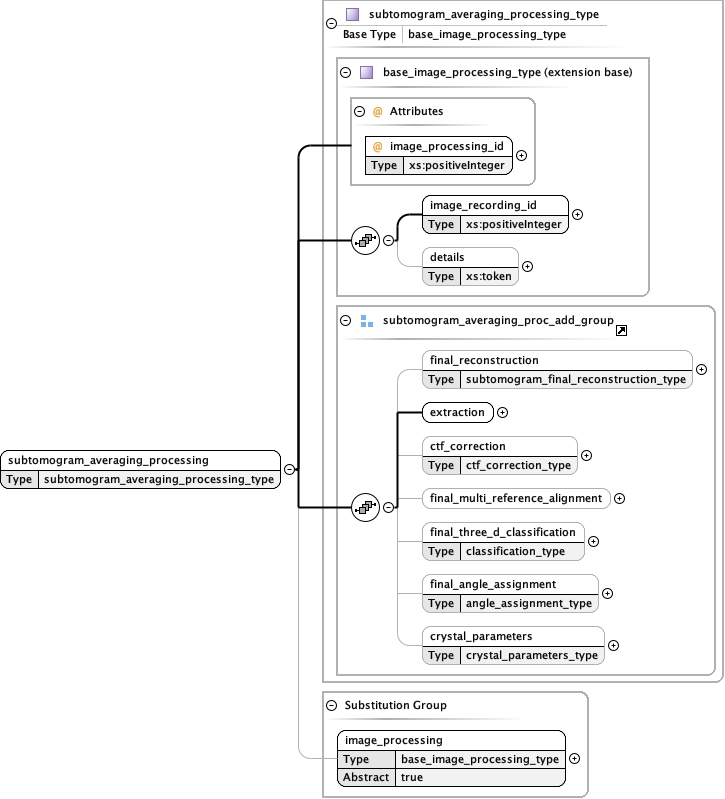 subtomogram_averaging_processing_type
Base Type base_image_processing_type
base_image_processing_type (extension base)
@ Attributes
@ image_processing_id
Type xs:positiveInteger
image_recording_id
Type xs:positiveInteger
details
Type xs:token
subtomogram_averaging_proc_add_group
final_reconstruction
Type subtomogram_final_reconstruction_type
extraction
ctf_correction
Type ctf_correction_type
subtomogram_averaging_processing
Type subtomogram_averaging_processing_type
final_multi_reference_alignment
final_three_d_classification
Type classification_type
final_angle_assignment
Type angle_assignment_type
crystal_parameters
Type crystal_parameters_type
Substitution Group
image_processing
Type base_image_processing_type
Abstract true